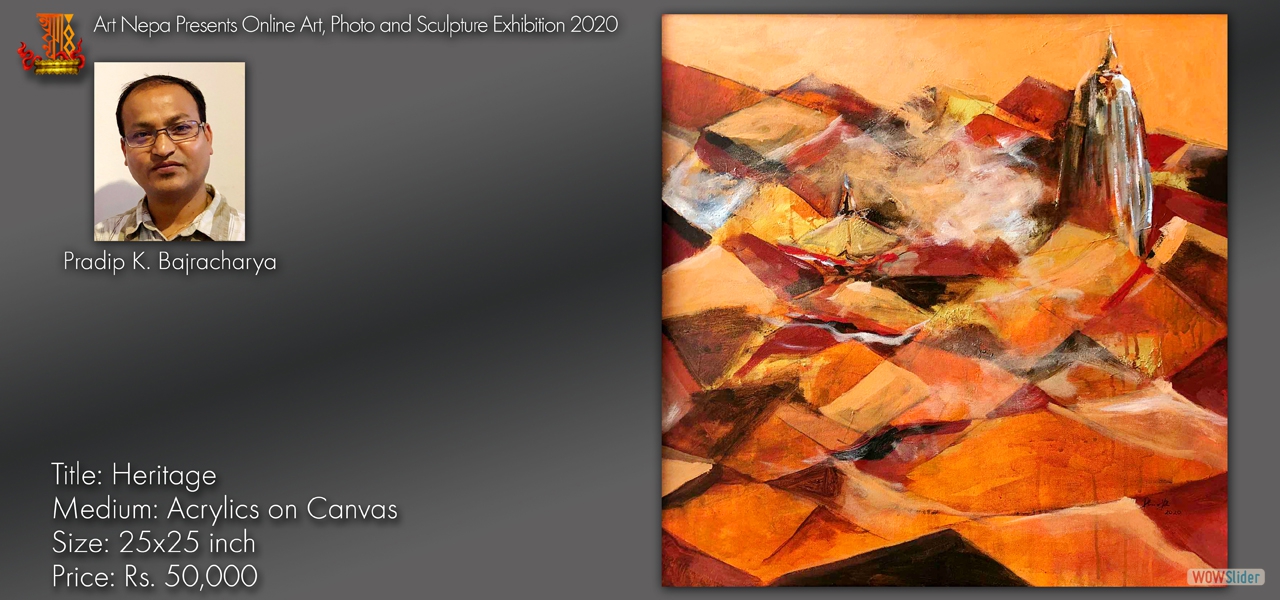 Art Nepa Presents Online Art, Photo and Sculpture Exhibition 2020
Pradip K. Bajracharya
Title: Heritage
Medium: Acrylics on Canvas
Size: 25x25 inch
Price: Rs. 50,000
WOWSlider